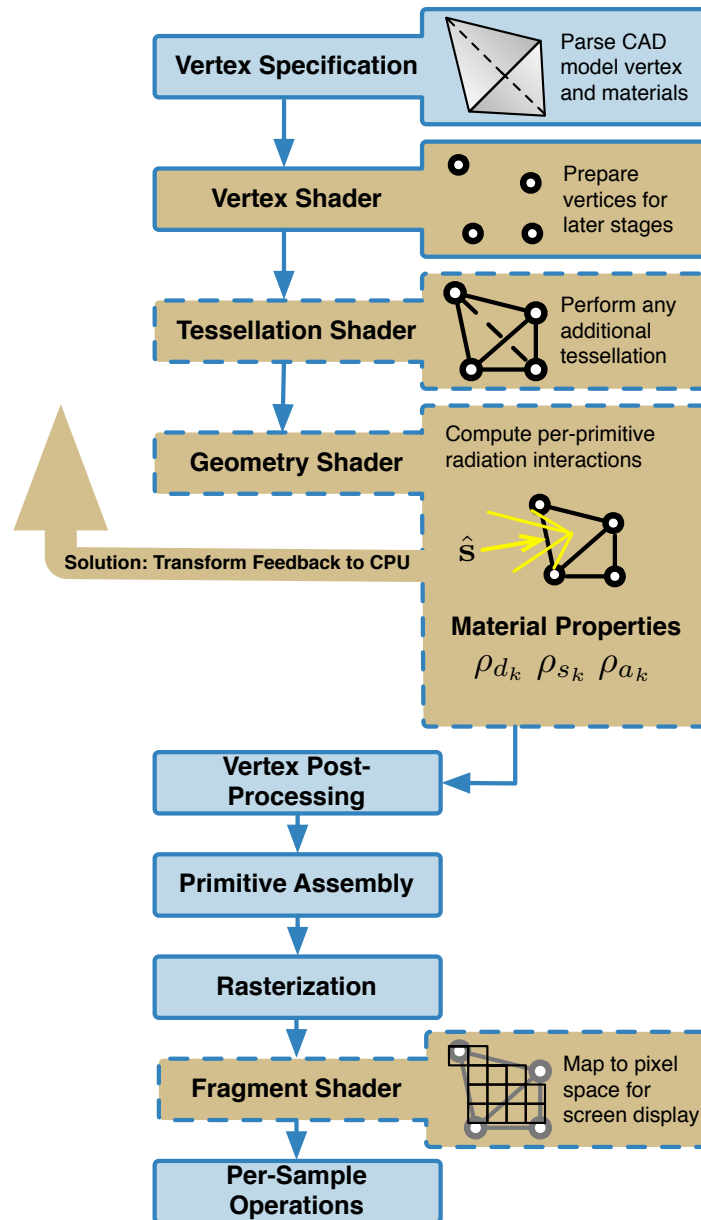 Vertex Specification
Parse CAD
model vertex
and materials
Vertex Shader
Prepare
vertices for
later stages
Tessellation Shader
Perform any
additional
tessellation
Geometry Shader
Compute per-primitive
radiation interactions
ŝ
Solution: Transform Feedback to CPU
Material Properties
ρ_{d_k} ρ_{s_k} ρ_{a_k}
Vertex Post-
Processing
Primitive Assembly
Rasterization
Fragment Shader
Map to pixel
space for
screen display
Per-Sample
Operations